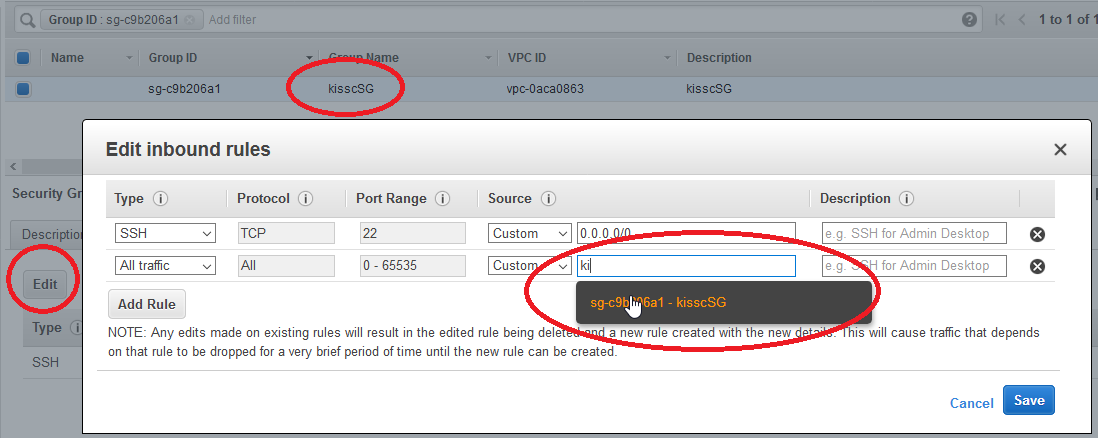 Group ID : sg-c9b206a1 Add filter 1 to 1 of 1
Name Group ID Group Name VPC ID Description
sg-c9b206a1 kisscSG vpc-0aca0863 kisscSG
Edit inbound rules
Security Gr
Type Protocol Port Range Source Description
Description
SSH TCP 22 Custom 0.0.0.0/0 e.g. SSH for Admin Desktop
All traffic All 0 - 65535 Custom ki e.g. SSH for Admin Desktop
Edit
Add Rule
sg-c9b206a1 - kisscSG
Type
NOTE: Any edits made on existing rules will result in the edited rule being deleted and a new rule created with the new details. This will cause traffic that depends
on that rule to be dropped for a very brief period of time until the new rule can be created.
SSH
Cancel Save